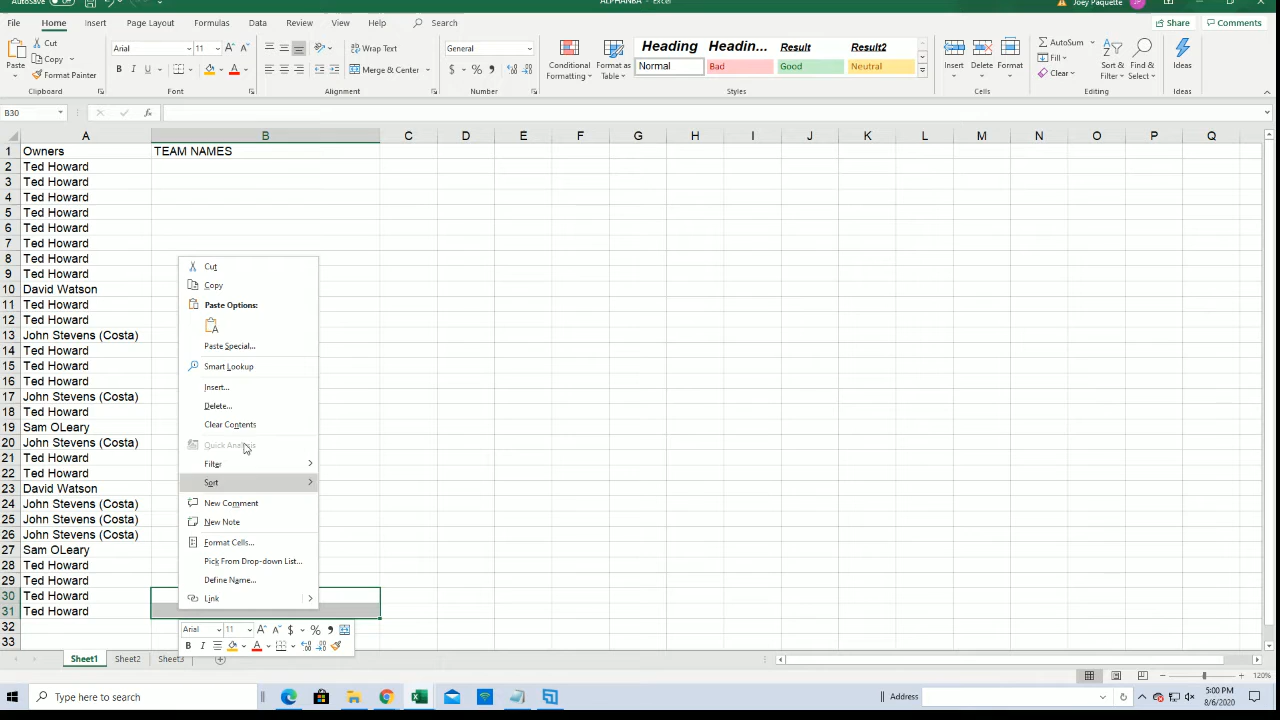 AutoSave
ALPHANBA - Excel
Joey Paquette
File Home Insert Page Layout Formulas Data Review View Help Search Share Comments
Paste Cut Copy Format Painter Clipboard
Arial 11 B I U Font
Wrap Text Merge & Center Alignment
General $ % , Number
Conditional Formatting Format as Table Heading Headin... Result Result2 Normal Bad Good Neutral Styles
Insert Delete Format Cells
AutoSum Fill Clear Sort & Filter Find & Select Editing
Ideas Ideas
B30 fx
A B C D E F G H I J K L M N O P Q
1 Owners TEAM NAMES
2 Ted Howard
3 Ted Howard
4 Ted Howard
5 Ted Howard
6 Ted Howard
7 Ted Howard
8 Ted Howard
9 Ted Howard
10 David Watson
11 Ted Howard
12 Ted Howard
13 John Stevens (Costa)
14 Ted Howard
15 Ted Howard
16 Ted Howard
17 John Stevens (Costa)
18 Ted Howard
19 Sam OLeary
20 John Stevens (Costa)
21 Ted Howard
22 Ted Howard
23 David Watson
24 John Stevens (Costa)
25 John Stevens (Costa)
26 John Stevens (Costa)
27 Sam OLeary
28 Ted Howard
29 Ted Howard
30 Ted Howard
31 Ted Howard
32
33
Cut
Copy
Paste Options:
Paste Special...
Smart Lookup
Insert...
Delete...
Clear Contents
Quick Analysis
Filter
Sort
New Comment
New Note
Format Cells...
Pick From Drop-down List...
Define Name...
Link
Arial 11 A A $ % ,
B I
Sheet1 Sheet2 Sheet3
120%
Type here to search
Address
5:00 PM
8/6/2020